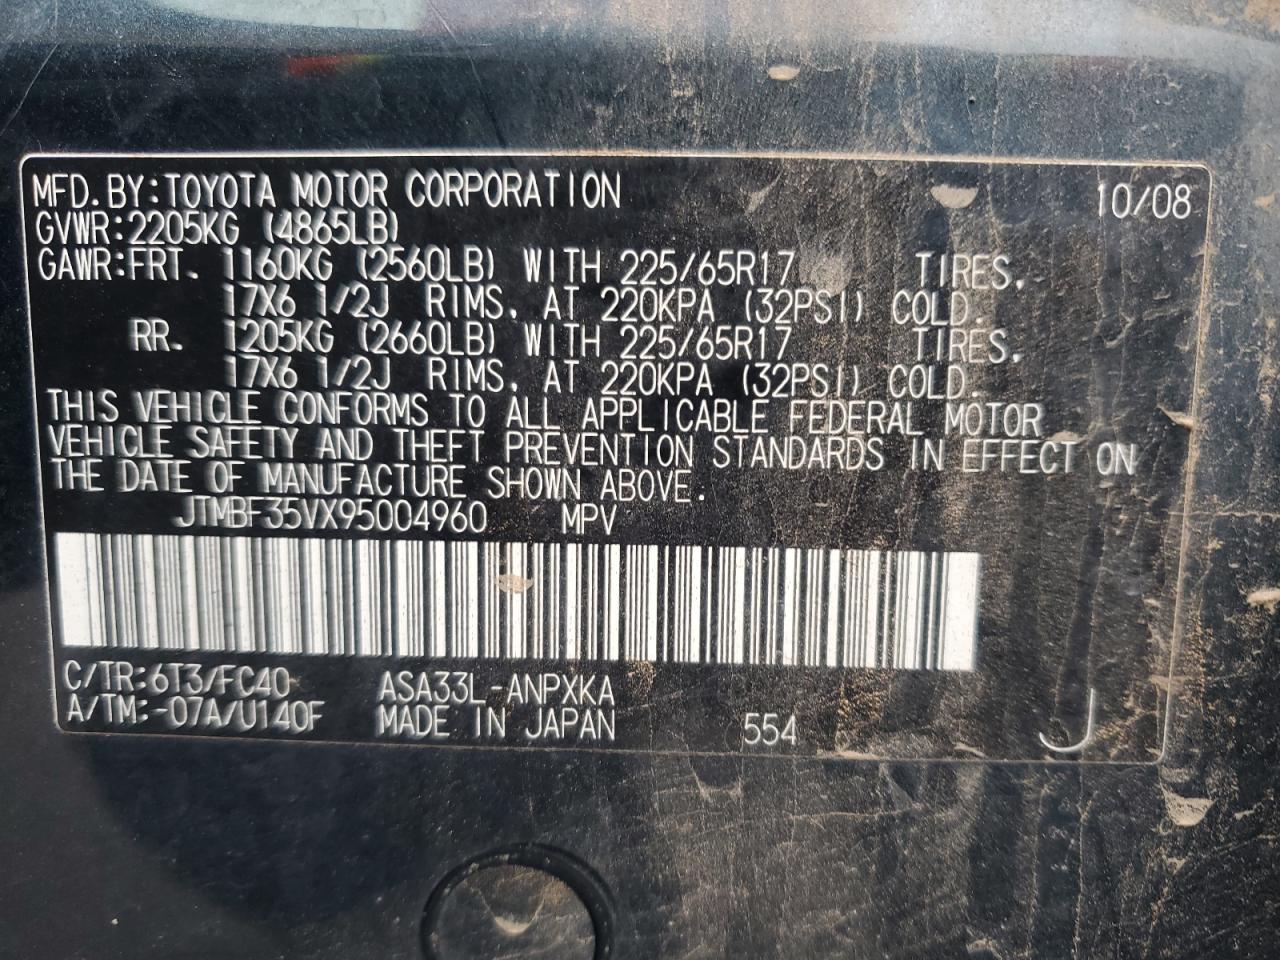 MFD.BY:TOYOTA MOTOR CORPORATION 10/08
GVWR:2205KG (4865LB)
GAWR:FRT. 1160KG (2560LB) WITH 225/65R17 TIRES,
17X6 1/2J RIMS, AT 220KPA (32PSI) COLD.
RR. 1205KG (2660LB) WITH 225/65R17 TIRES,
17X6 1/2J RIMS, AT 220KPA (32PSI) COLD.
THIS VEHICLE CONFORMS TO ALL APPLICABLE FEDERAL MOTOR
VEHICLE SAFETY AND THEFT PREVENTION STANDARDS IN EFFECT ON
THE DATE OF MANUFACTURE SHOWN ABOVE.
JTMBF35VX95004960 MPV
C/TR:6T3/FC40 ASA33L-ANPXKA
A/TM:-07A/U140F MADE IN JAPAN 554 J